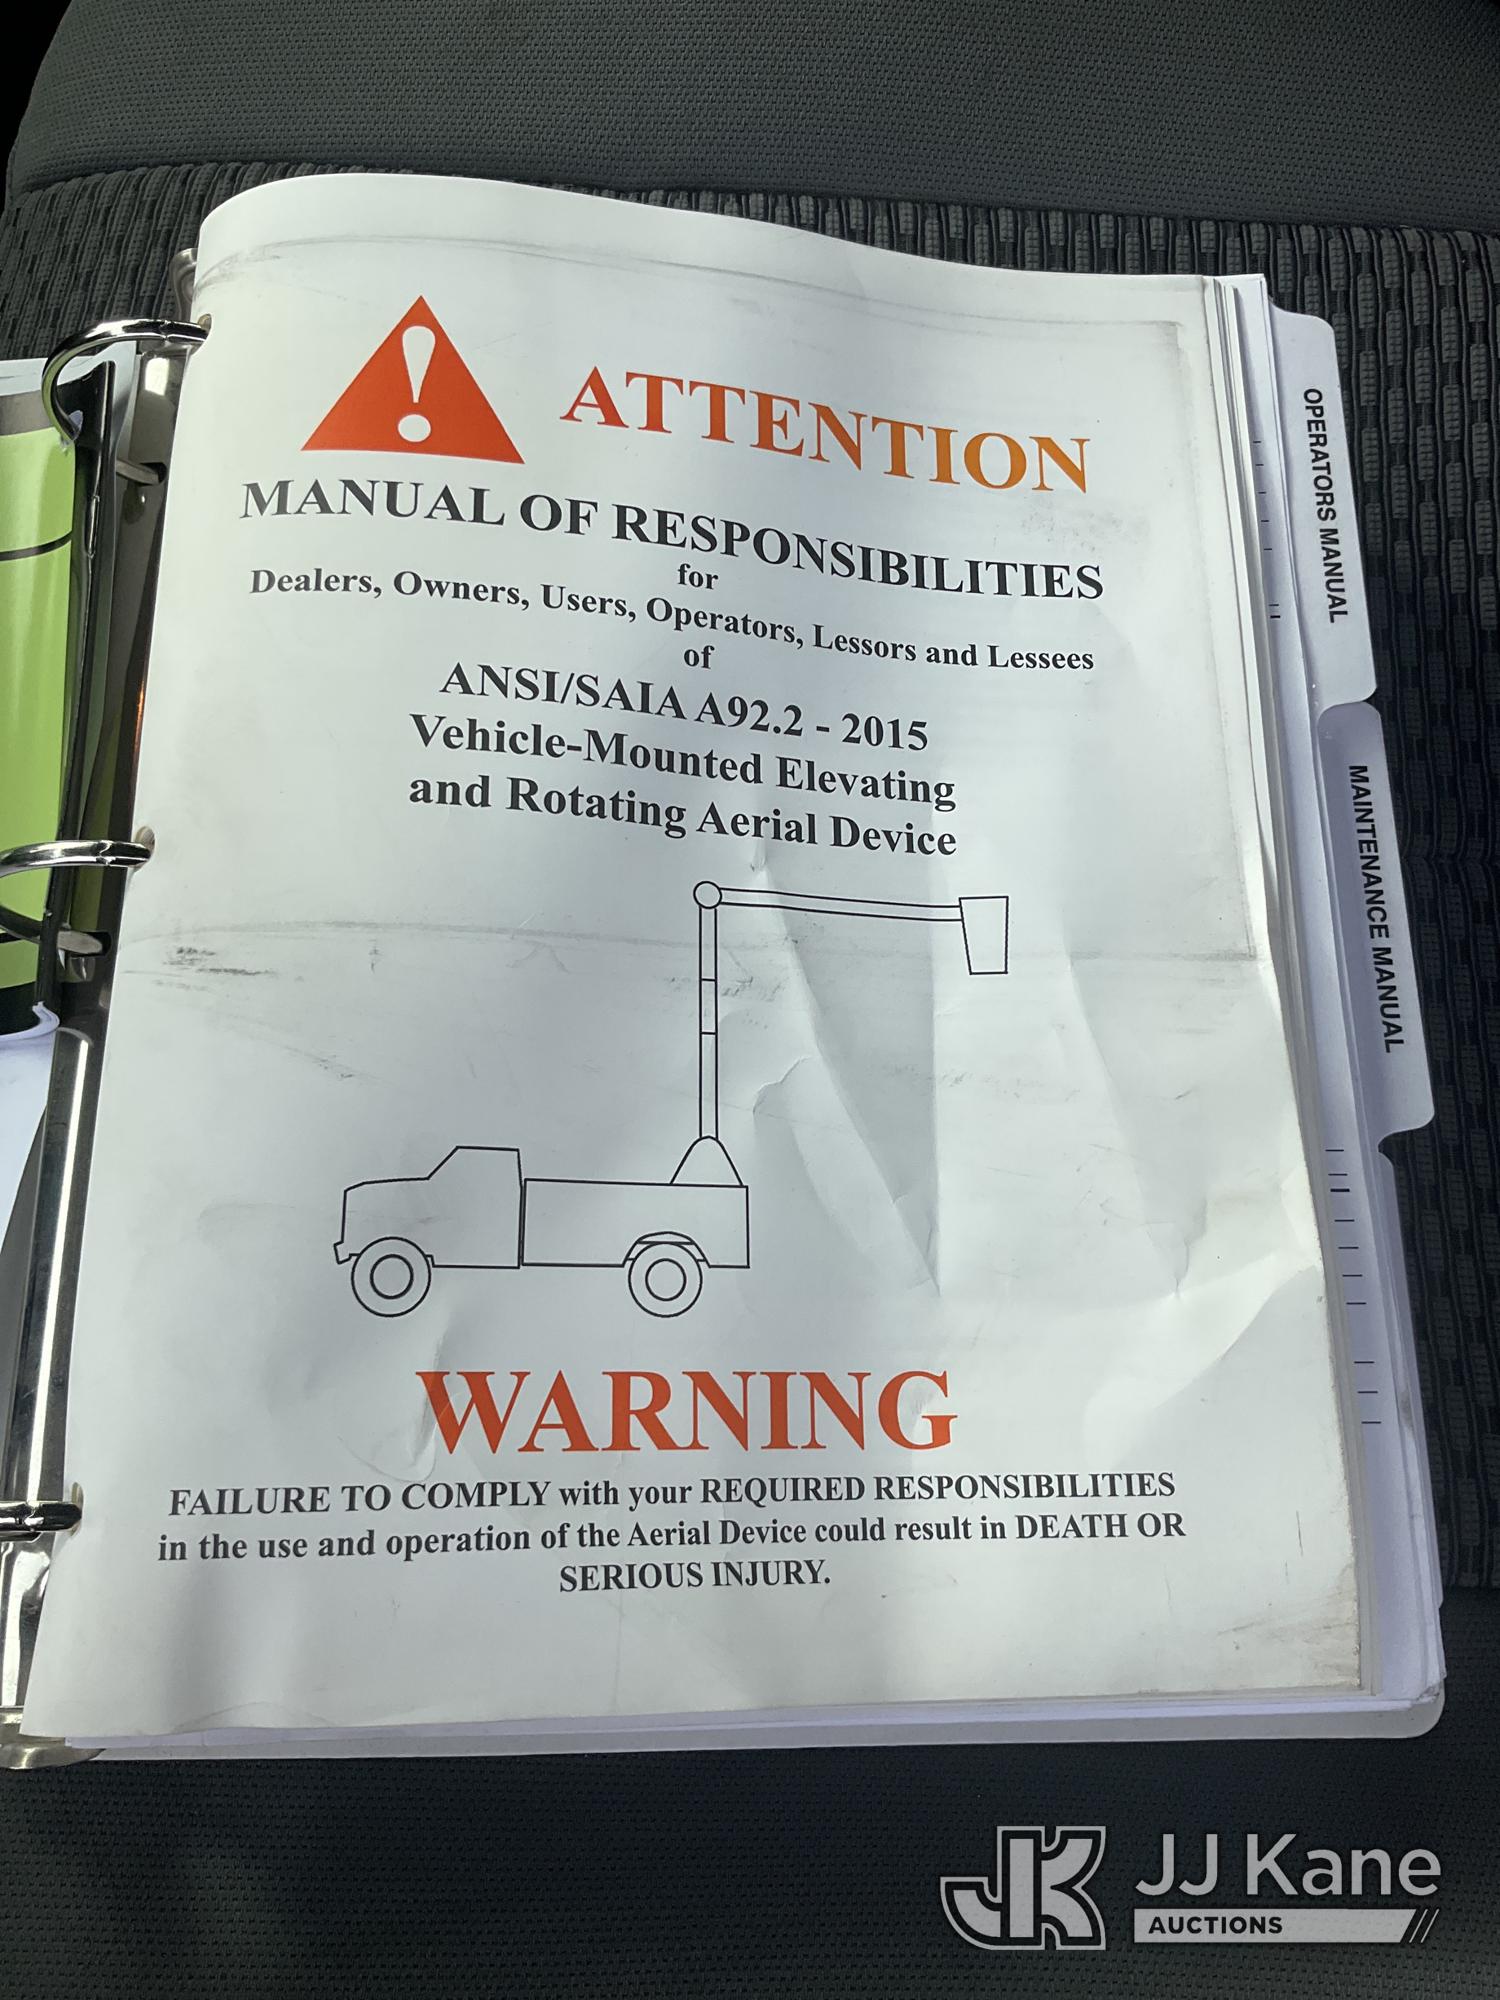 ATTENTION
MANUAL OF RESPONSIBILITIES
for
Dealers, Owners, Users, Operators, Lessors and Lessees
of
ANSI/SAIA A92.2 - 2015
Vehicle-Mounted Elevating
and Rotating Aerial Device
WARNING
FAILURE TO COMPLY with your REQUIRED RESPONSIBILITIES
in the use and operation of the Aerial Device could result in DEATH OR
SERIOUS INJURY.
OPERATORS MANUAL
MAINTENANCE MANUAL
JK JJ Kane
AUCTIONS